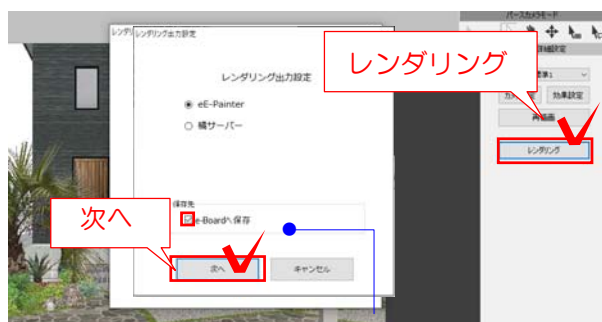 パースカメラモード
レンダリング出力設定
レンダリング出力設定
eE-Painter
橘サーバー
保存先
e-Boardへ保存
次へ
キャンセル
次へ
レンダリング
効果設定
再描画
レンダリング